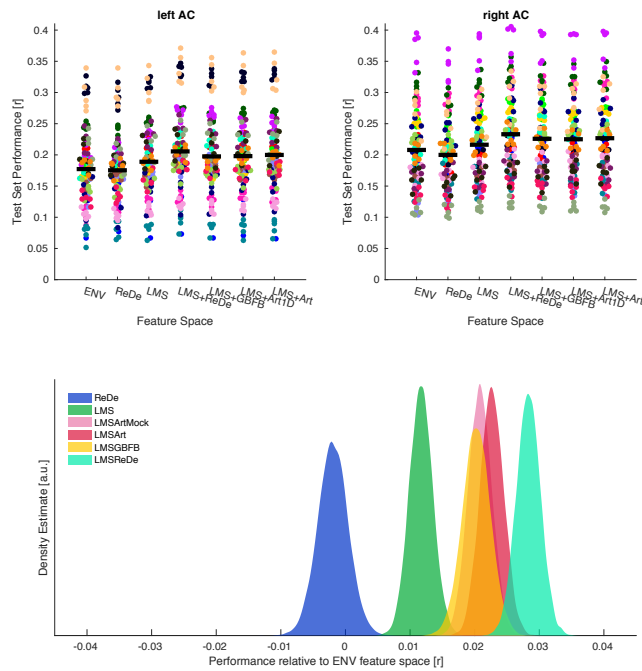 left AC
0.4
0.35
0.3
0.25
0.2
0.15
0.1
0.05
0
Test Set Performance [r]
ENV
ReDe
LMS
LMS+ReDe
LMS+GBFB
LMS+Art1D
LMS+Art
Feature Space
right AC
0.4
0.35
0.3
0.25
0.2
0.15
0.1
0.05
0
Test Set Performance [r]
ENV
ReDe
LMS
LMS+ReDe
LMS+GBFB
LMS+Art1D
LMS+Art
Feature Space
ReDe
LMS
LMSArtMock
LMSArt
LMSGBFB
LMSReDe
Density Estimate [a.u.]
-0.04
-0.03
-0.02
-0.01
0
0.01
0.02
0.03
0.04
Performance relative to ENV feature space [r]